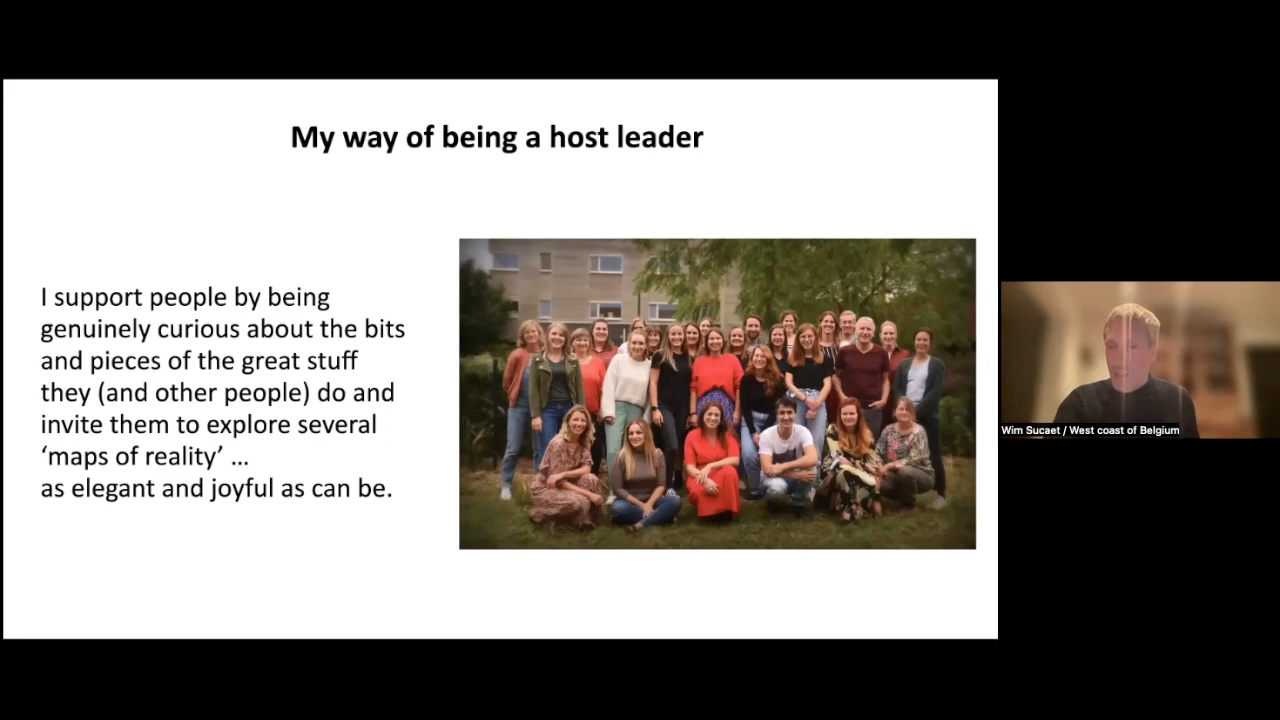 My way of being a host leader
I support people by being
genuinely curious about the bits
and pieces of the great stuff
they (and other people) do and
invite them to explore several
‘maps of reality’ ...
as elegant and joyful as can be.
Wim Sucaet / West coast of Belgium